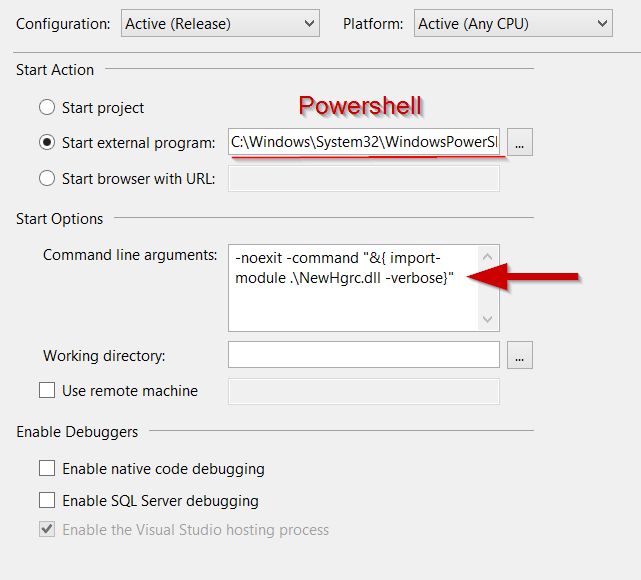 Configuration: Active (Release) Platform: Active (Any CPU)
Start Action
Powershell
Start project
Start external program: C:\Windows\System32\WindowsPowerSh ...
Start browser with URL:
Start Options
Command line arguments: -noexit -command "&{ import-
module .\NewHgrc.dll -verbose}"
Working directory: ...
Use remote machine
Enable Debuggers
Enable native code debugging
Enable SQL Server debugging
Enable the Visual Studio hosting process